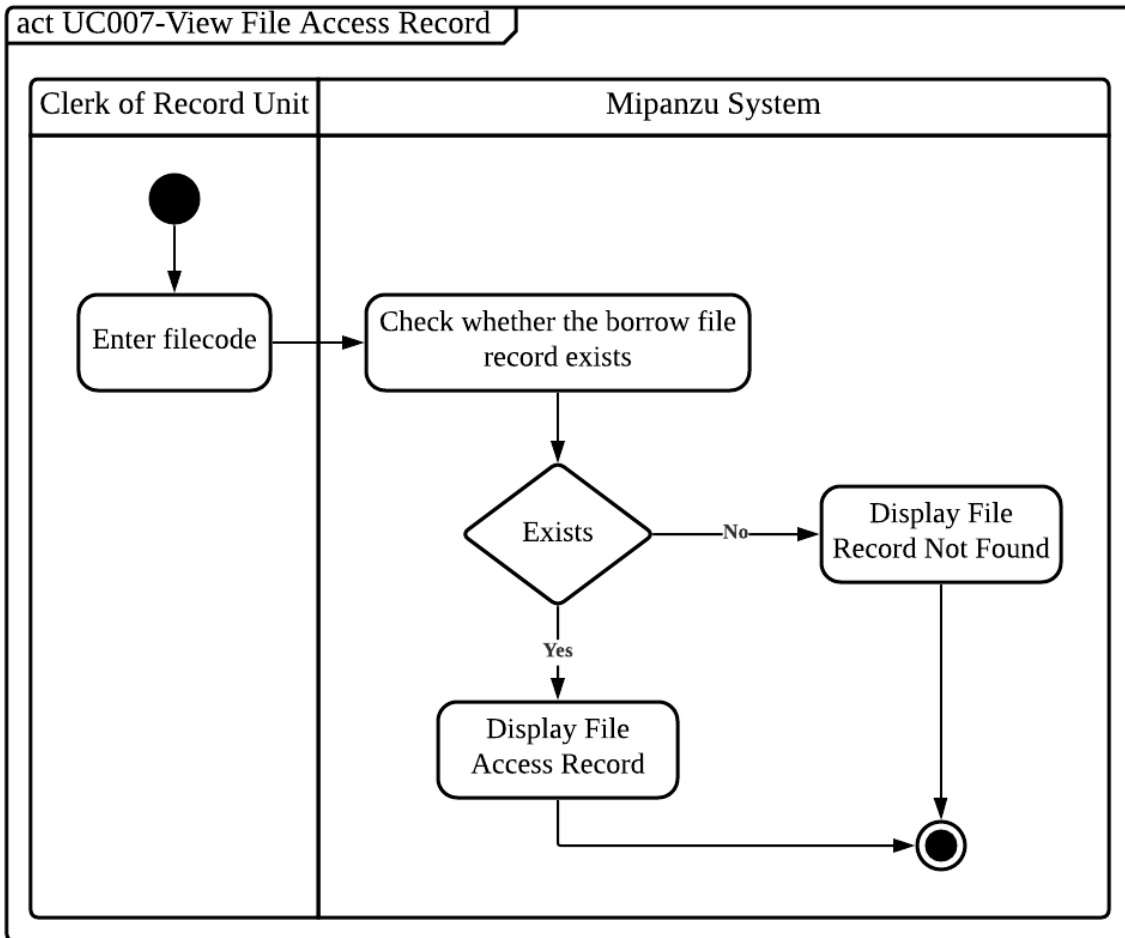 act UC007-View File Access Record
Clerk of Record Unit
Mipanzu System
Enter filecode
Check whether the borrow file
record exists
Exists
No
Display File
Record Not Found
Yes
Display File
Access Record